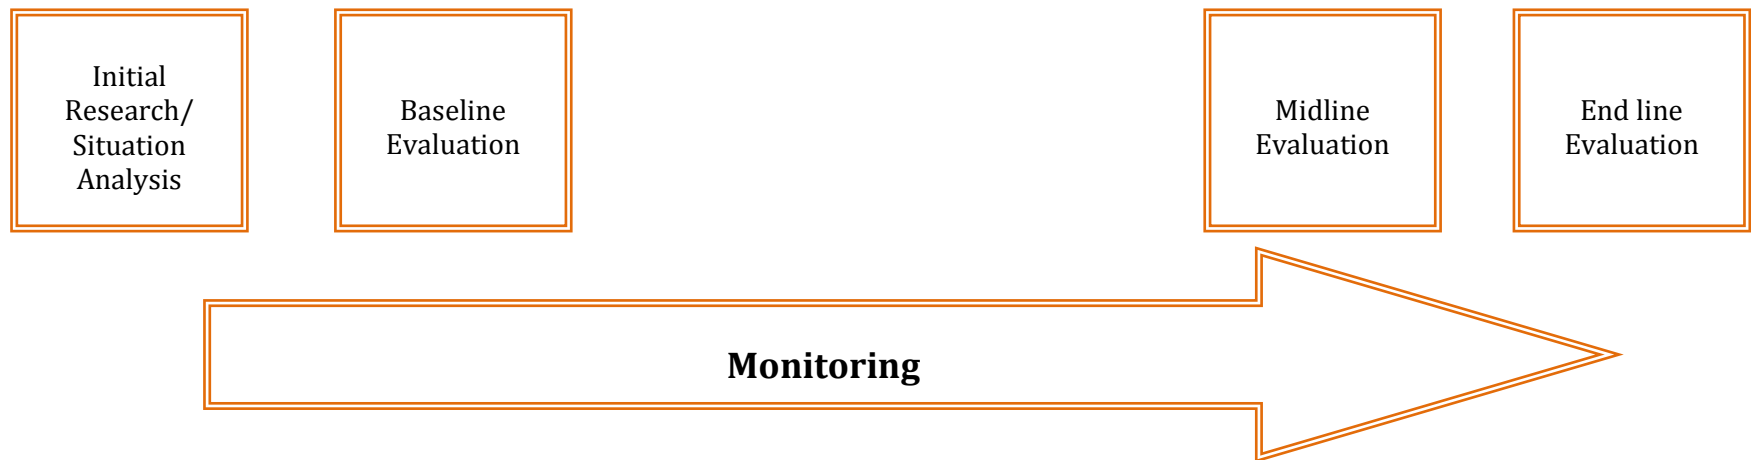 Initial
Research/
Situation
Analysis
Baseline
Evaluation
Midline
Evaluation
End line
Evaluation
Monitoring